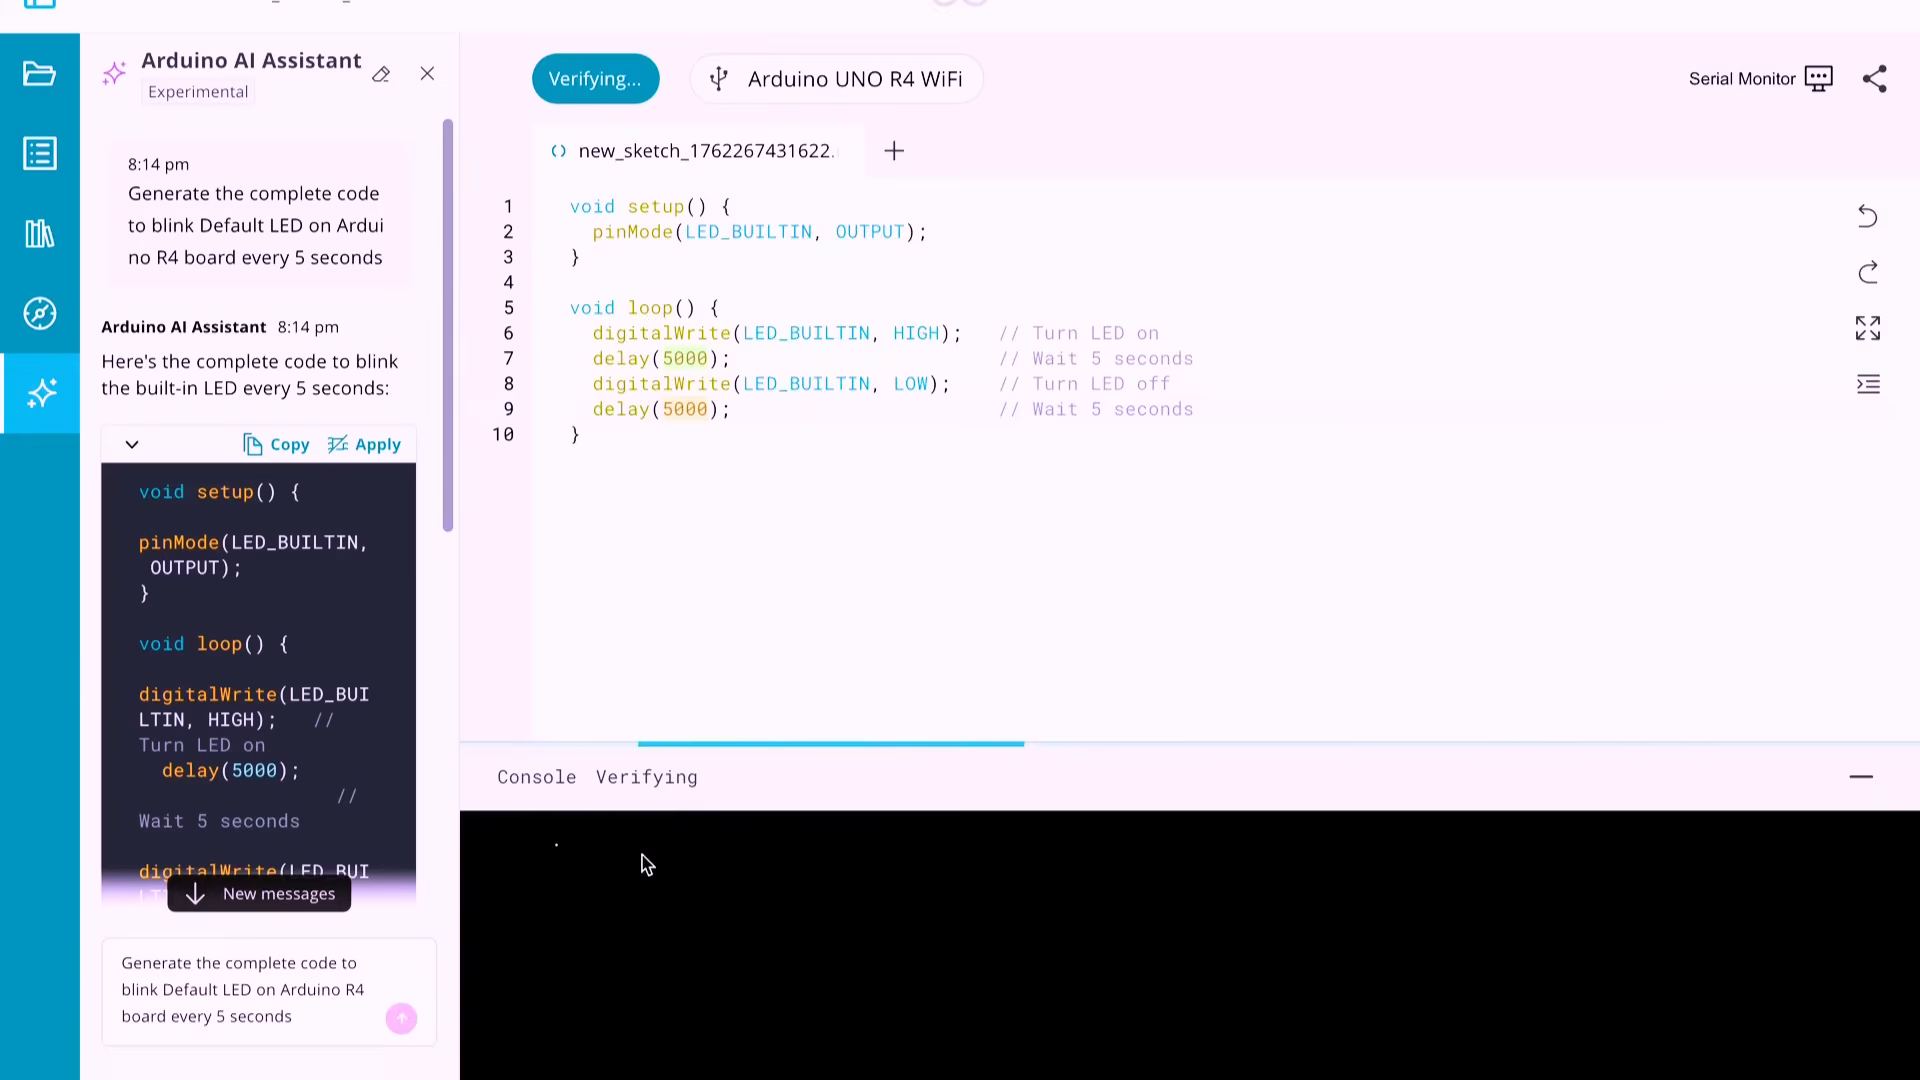 Arduino AI Assistant
Experimental
8:14 pm
Generate the complete code
to blink Default LED on Ardui
no R4 board every 5 seconds
Arduino AI Assistant 8:14 pm
Here's the complete code to blink
the built-in LED every 5 seconds:
Copy Apply
void setup() {
pinMode(LED_BUILTIN,
OUTPUT);
}
void loop() {
digitalWrite(LED_BUI
LTIN, HIGH); //
Turn LED on
delay(5000);
//
Wait 5 seconds
digitalWrite(LED_BUI
New messages
Generate the complete code to
blink Default LED on Arduino R4
board every 5 seconds
Verifying...
Arduino UNO R4 WiFi
Serial Monitor
new_sketch_1762267431622.
1 void setup() {
2 pinMode(LED_BUILTIN, OUTPUT);
3 }
4
5 void loop() {
6 digitalWrite(LED_BUILTIN, HIGH); // Turn LED on
7 delay(5000); // Wait 5 seconds
8 digitalWrite(LED_BUILTIN, LOW); // Turn LED off
9 delay(5000); // Wait 5 seconds
10 }
Console Verifying
.